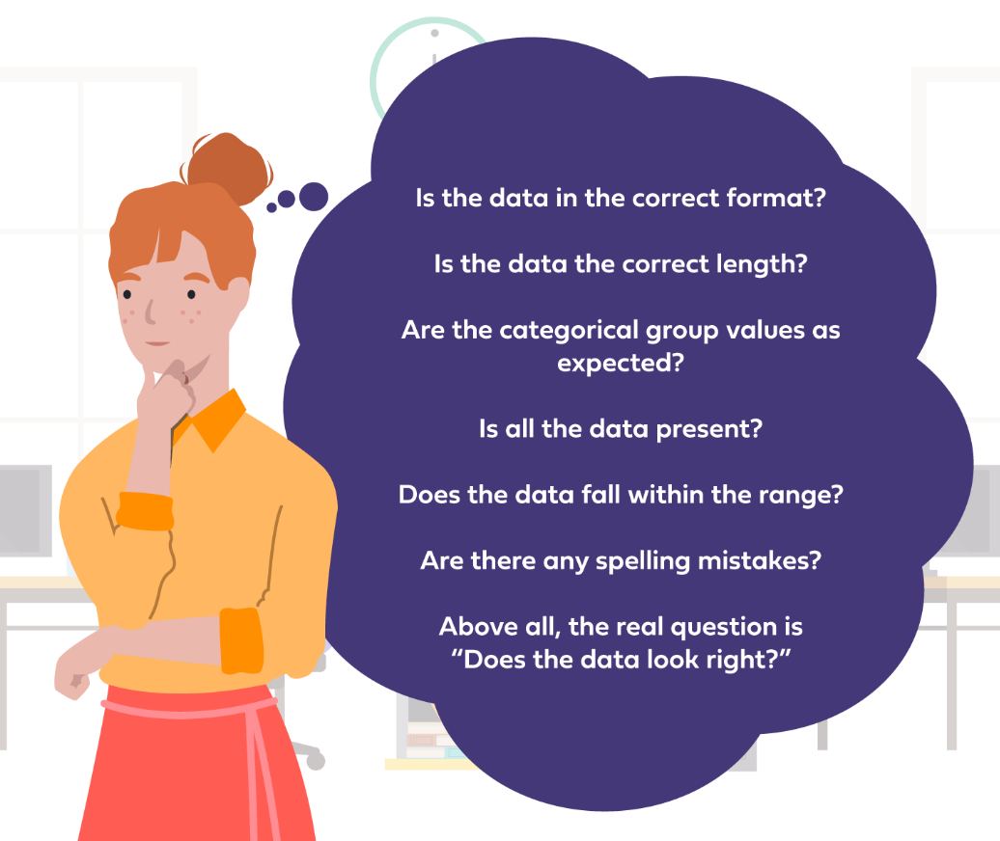 Is the data in the correct format?
Is the data the correct length?
Are the categorical group values as
expected?
Is all the data present?
Does the data fall within the range?
Are there any spelling mistakes?
Above all, the real question is
“Does the data look right?”